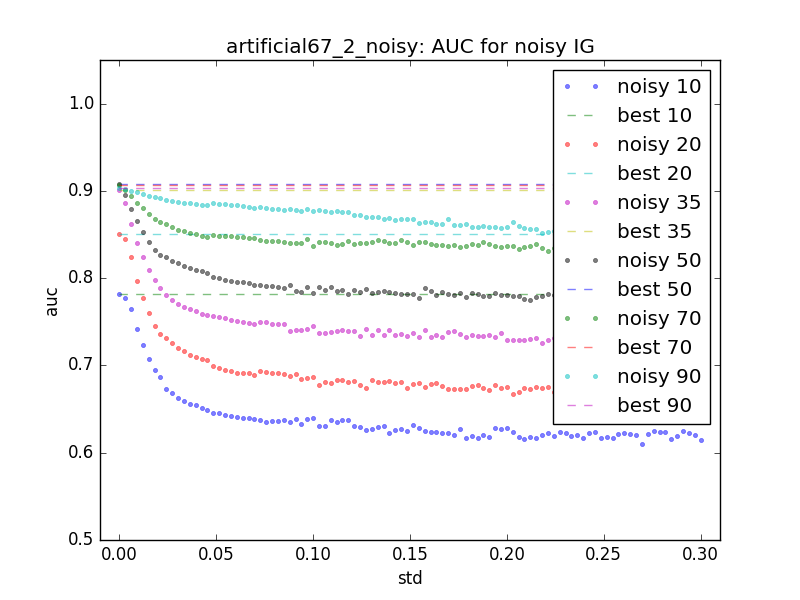 artificial67_2_noisy: AUC for noisy IG
1.0
0.9
0.8
0.7
0.6
0.5
auc
noisy 10
best 10
noisy 20
best 20
noisy 35
best 35
noisy 50
best 50
noisy 70
best 70
noisy 90
best 90
0.00 0.05 0.10 0.15 0.20 0.25 0.30
std